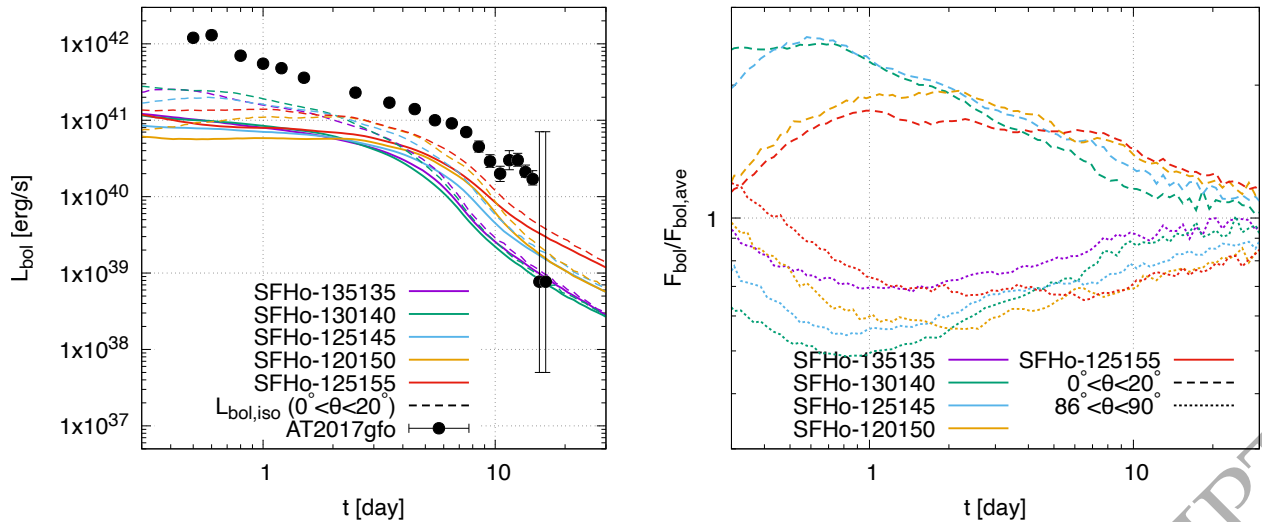 L_bol [erg/s]
1x10^42
1x10^41
1x10^40
1x10^39
1x10^38
1x10^37
SFHo-135135
SFHo-130140
SFHo-125145
SFHo-120150
SFHo-125155
L_bol,iso (0°<θ<20°)
AT2017gfo
1
10
t [day]
F_bol/F_bol,ave
1
SFHo-135135
SFHo-130140
SFHo-125145
SFHo-120150
SFHo-125155
0°<θ<20°
86°<θ<90°
1
10
t [day]